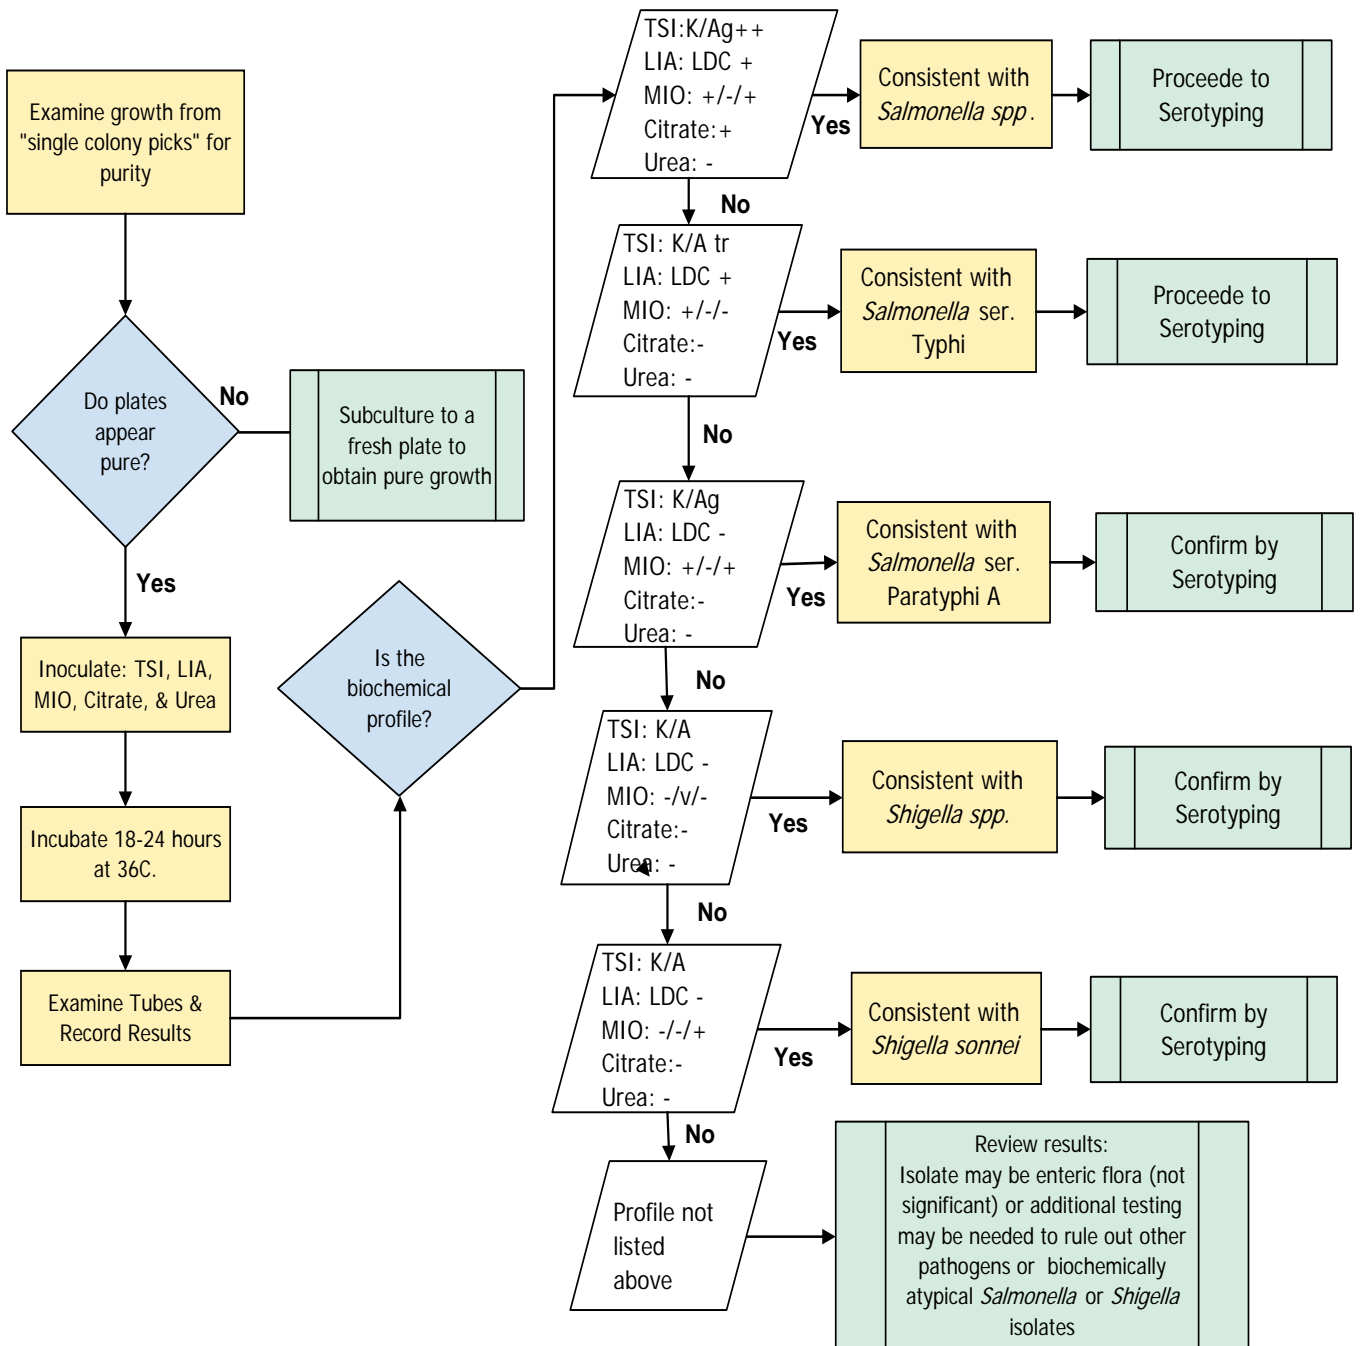 Examine growth from
"single colony picks" for
purity
Do plates
appear
pure?
No
Subculture to a
fresh plate to
obtain pure growth
Yes
Inoculate: TSI, LIA,
MIO, Citrate, & Urea
Incubate 18-24 hours
at 36C.
Examine Tubes &
Record Results
Is the
biochemical
profile?
TSI:K/Ag++
LIA: LDC +
MIO: +/-/+
Citrate:+
Urea: -
Yes
Consistent with
Salmonella spp.
Proceede to
Serotyping
No
TSI: K/A tr
LIA: LDC +
MIO: +/-/-
Citrate:-
Urea: -
Yes
Consistent with
Salmonella ser.
Typhi
Proceede to
Serotyping
No
TSI: K/Ag
LIA: LDC -
MIO: +/-/+
Citrate:-
Urea: -
Yes
Consistent with
Salmonella ser.
Paratyphi A
Confirm by
Serotyping
No
TSI: K/A
LIA: LDC -
MIO: -/v/-
Citrate:-
Urea: -
Yes
Consistent with
Shigella spp.
Confirm by
Serotyping
No
TSI: K/A
LIA: LDC -
MIO: -/-/+
Citrate:-
Urea: -
Yes
Consistent with
Shigella sonnei
Confirm by
Serotyping
No
Profile not
listed
above
Review results:
Isolate may be enteric flora (not
significant) or additional testing
may be needed to rule out other
pathogens or biochemically
atypical Salmonella or Shigella
isolates